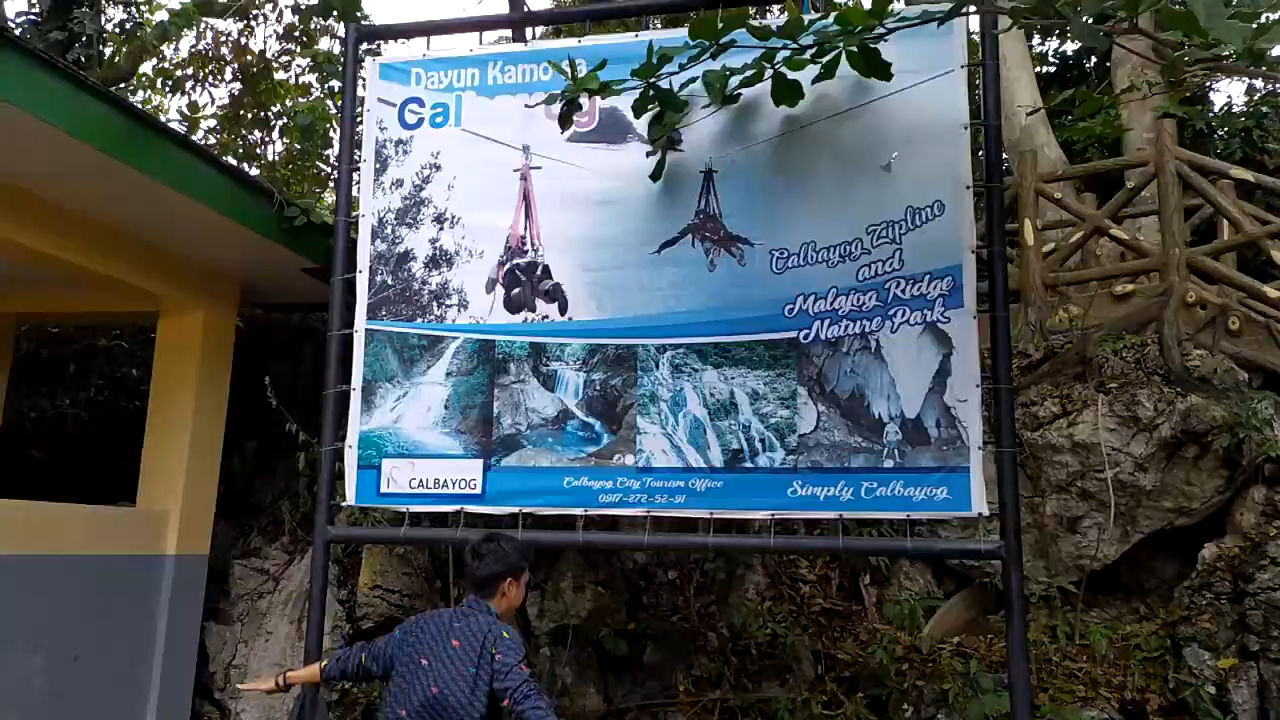 Dayun Kamo
Calbayog Zipline
and
Malajog Ridge
Nature Park
CALBAYOG
Calbayog City Tourism Office
0917-272-52-91
Simply Calbayog